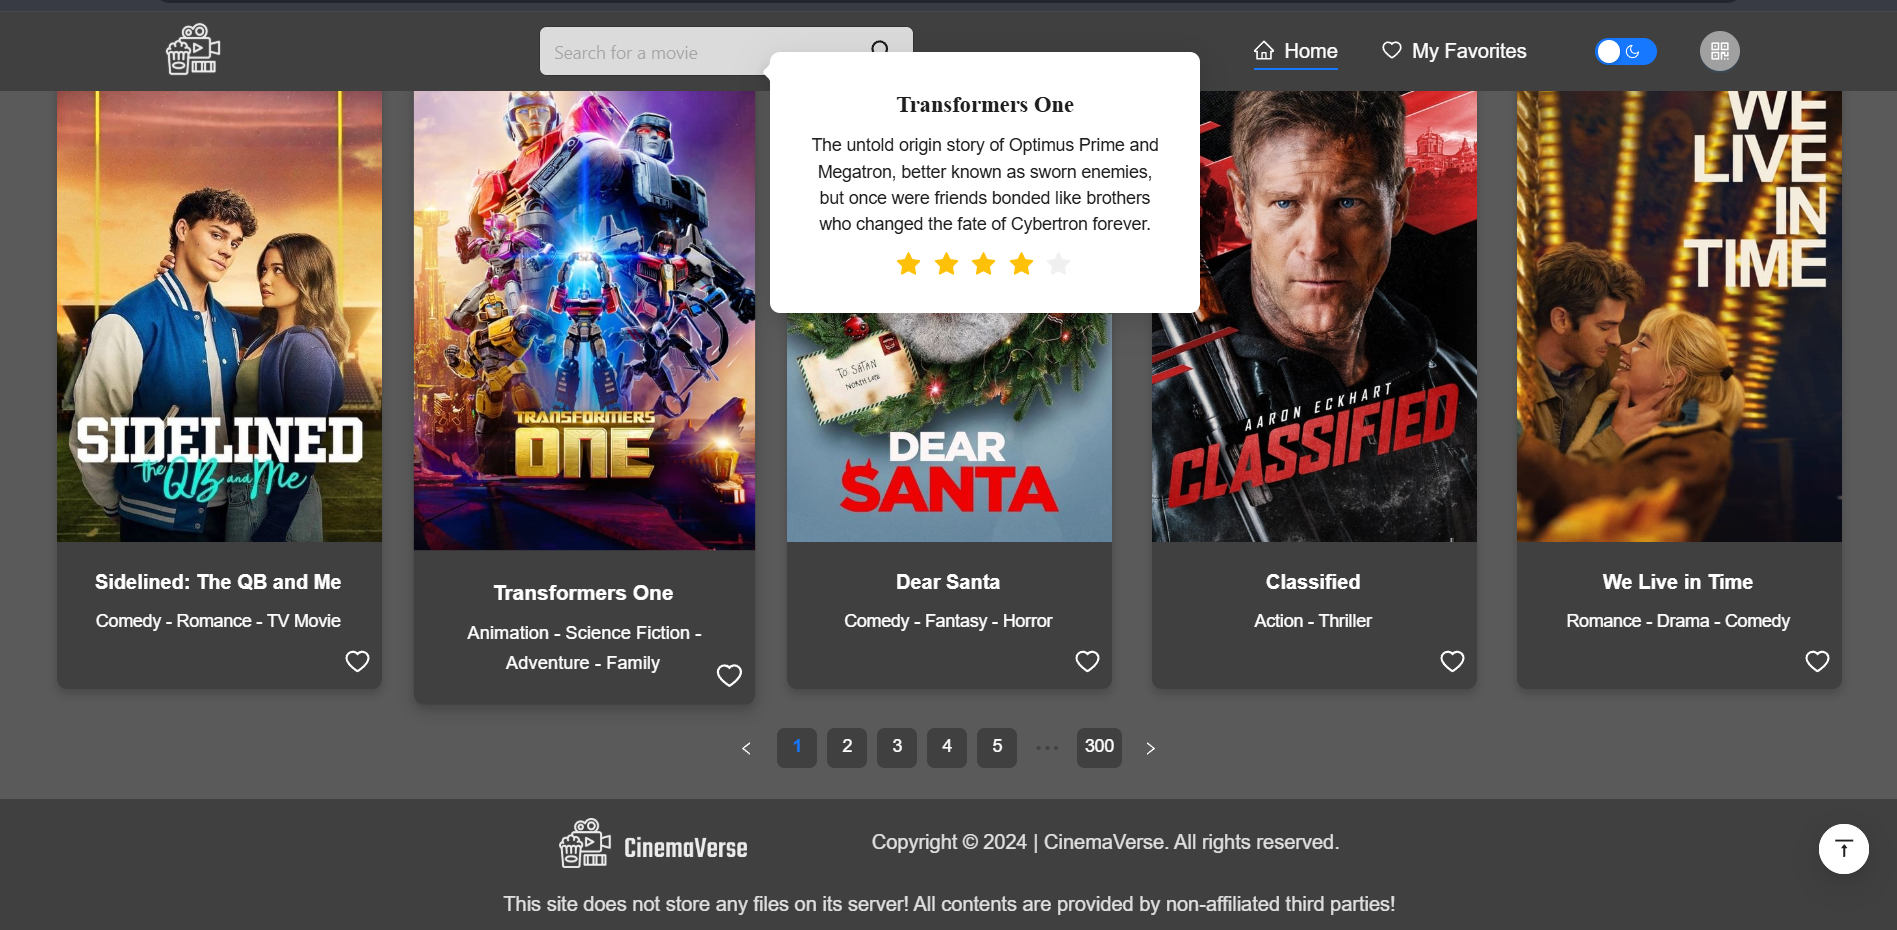 Search for a movie
Home
My Favorites
Transformers One
The untold origin story of Optimus Prime and
Megatron, better known as sworn enemies,
but once were friends bonded like brothers
who changed the fate of Cybertron forever.
SIDELINED
the QB and Me
TRANSFORMERS
ONE
TO: SATAN
NORTH POLE
DEAR
SANTA
AARON ECKHART
CLASSIFIED
WE
LIVE
IN
TIME
Sidelined: The QB and Me
Comedy - Romance - TV Movie
Transformers One
Animation - Science Fiction -
Adventure - Family
Dear Santa
Comedy - Fantasy - Horror
Classified
Action - Thriller
We Live in Time
Romance - Drama - Comedy
< 1 2 3 4 5 ••• 300 >
CinemaVerse
Copyright © 2024 | CinemaVerse. All rights reserved.
This site does not store any files on its server! All contents are provided by non-affiliated third parties!